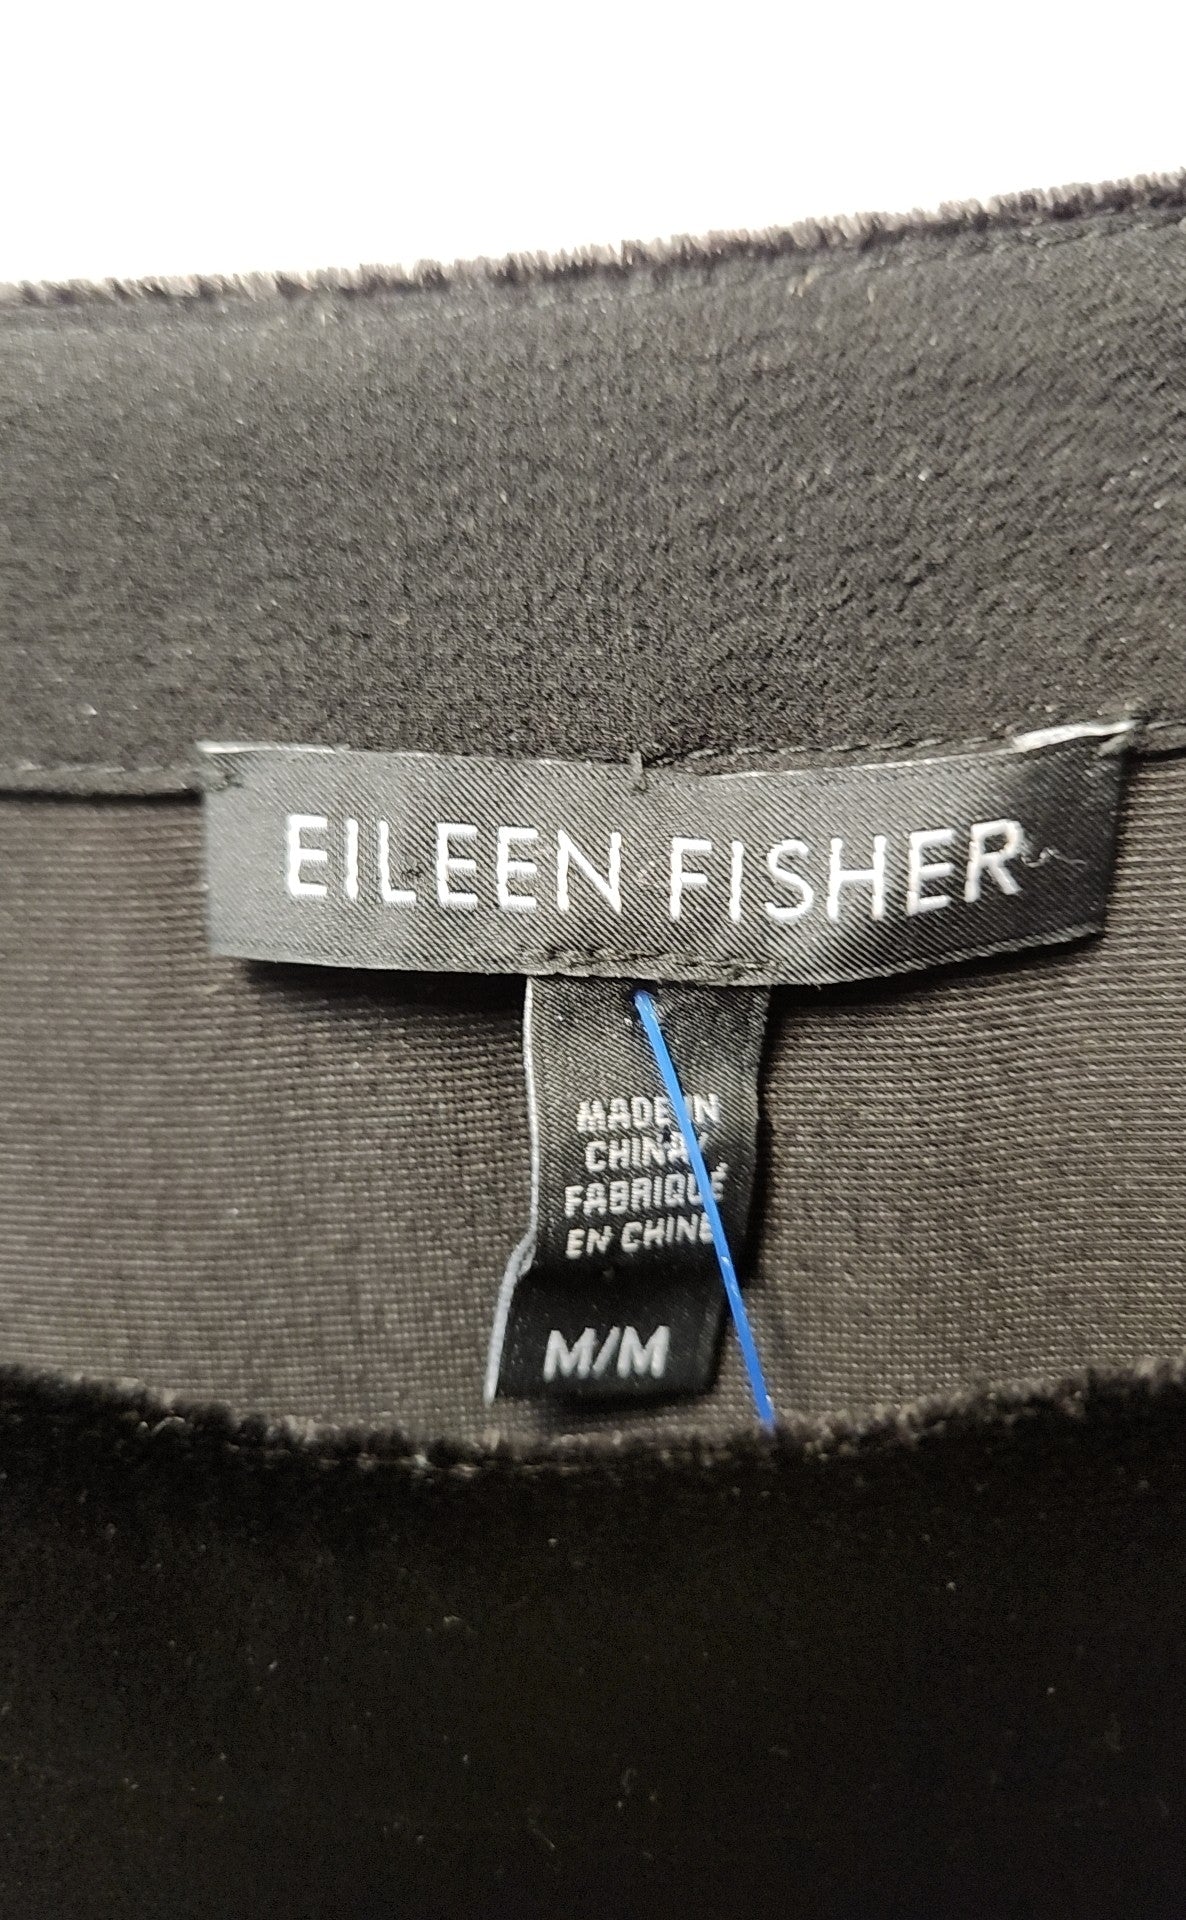 EILEEN FISHER
MADE IN
CHINA/
FABRIQUÉ
EN CHINE
M/M